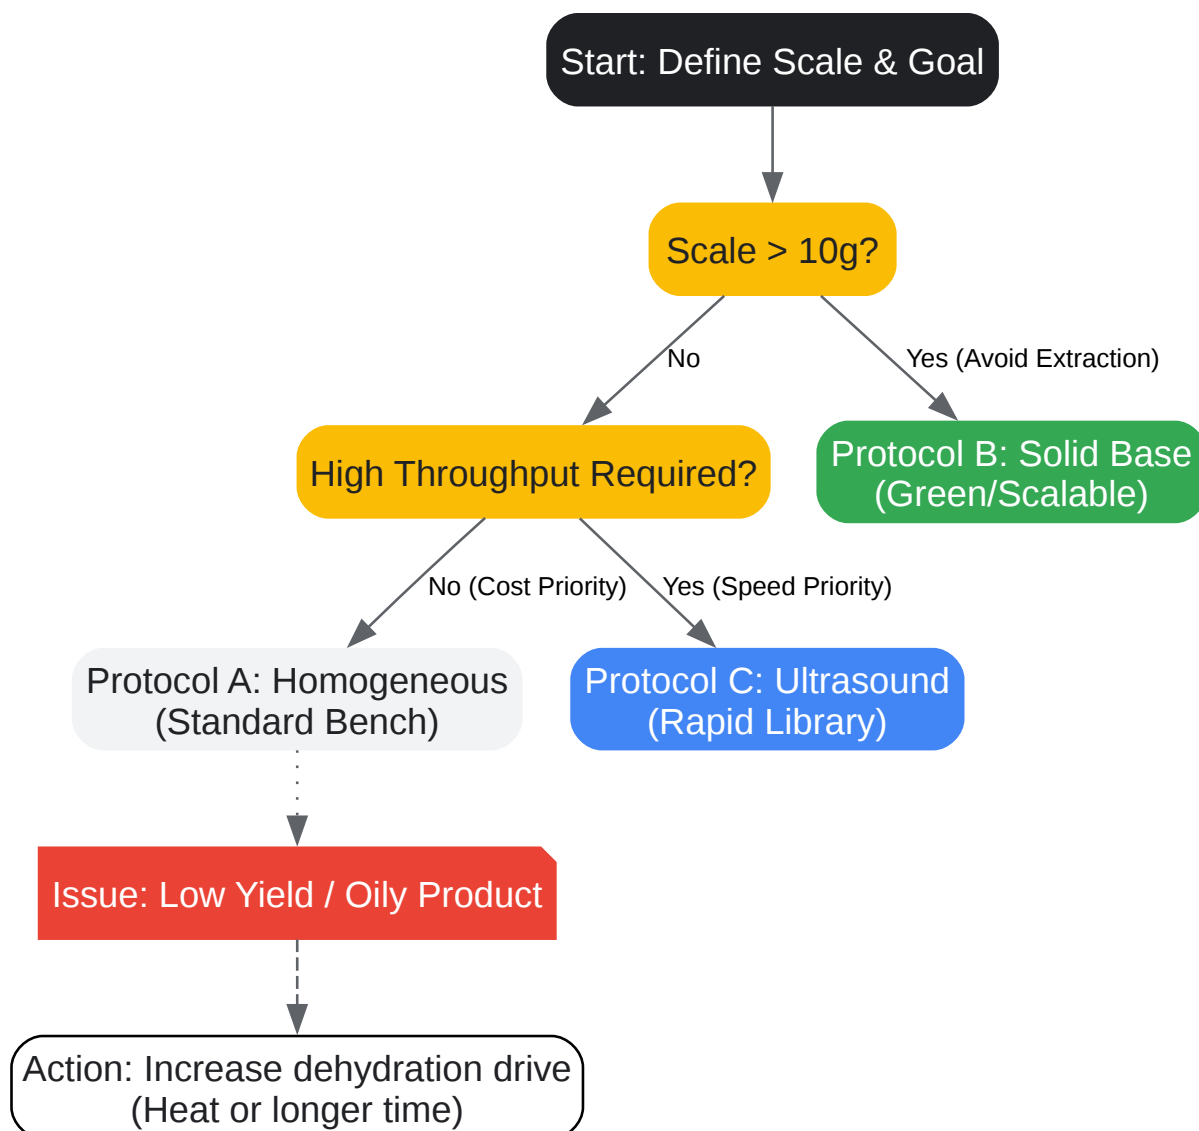 Start: Define Scale & Goal
Scale > 10g?
No
Yes (Avoid Extraction)
High Throughput Required?
Protocol B: Solid Base
(Green/Scalable)
No (Cost Priority)
Yes (Speed Priority)
Protocol A: Homogeneous
(Standard Bench)
Protocol C: Ultrasound
(Rapid Library)
Issue: Low Yield / Oily Product
Action: Increase dehydration drive
(Heat or longer time)